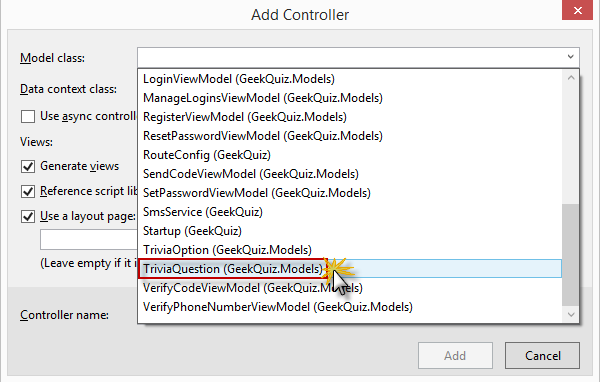 Add Controller
Model class:
LoginViewModel (GeekQuiz.Models)
Data context class:
ManageLoginsViewModel (GeekQuiz.Models)
Use async controlle
RegisterViewModel (GeekQuiz.Models)
ResetPasswordViewModel (GeekQuiz.Models)
Views:
RouteConfig (GeekQuiz)
Generate views
SendCodeViewModel (GeekQuiz.Models)
Reference script lib
SetPasswordViewModel (GeekQuiz.Models)
SmsService (GeekQuiz)
Use a layout page:
Startup (GeekQuiz)
TriviaOption (GeekQuiz.Models)
(Leave empty if it i
TriviaQuestion (GeekQuiz.Models)
VerifyCodeViewModel (GeekQuiz.Models)
VerifyPhoneNumberViewModel (GeekQuiz.Models)
Controller name:
Add
Cancel